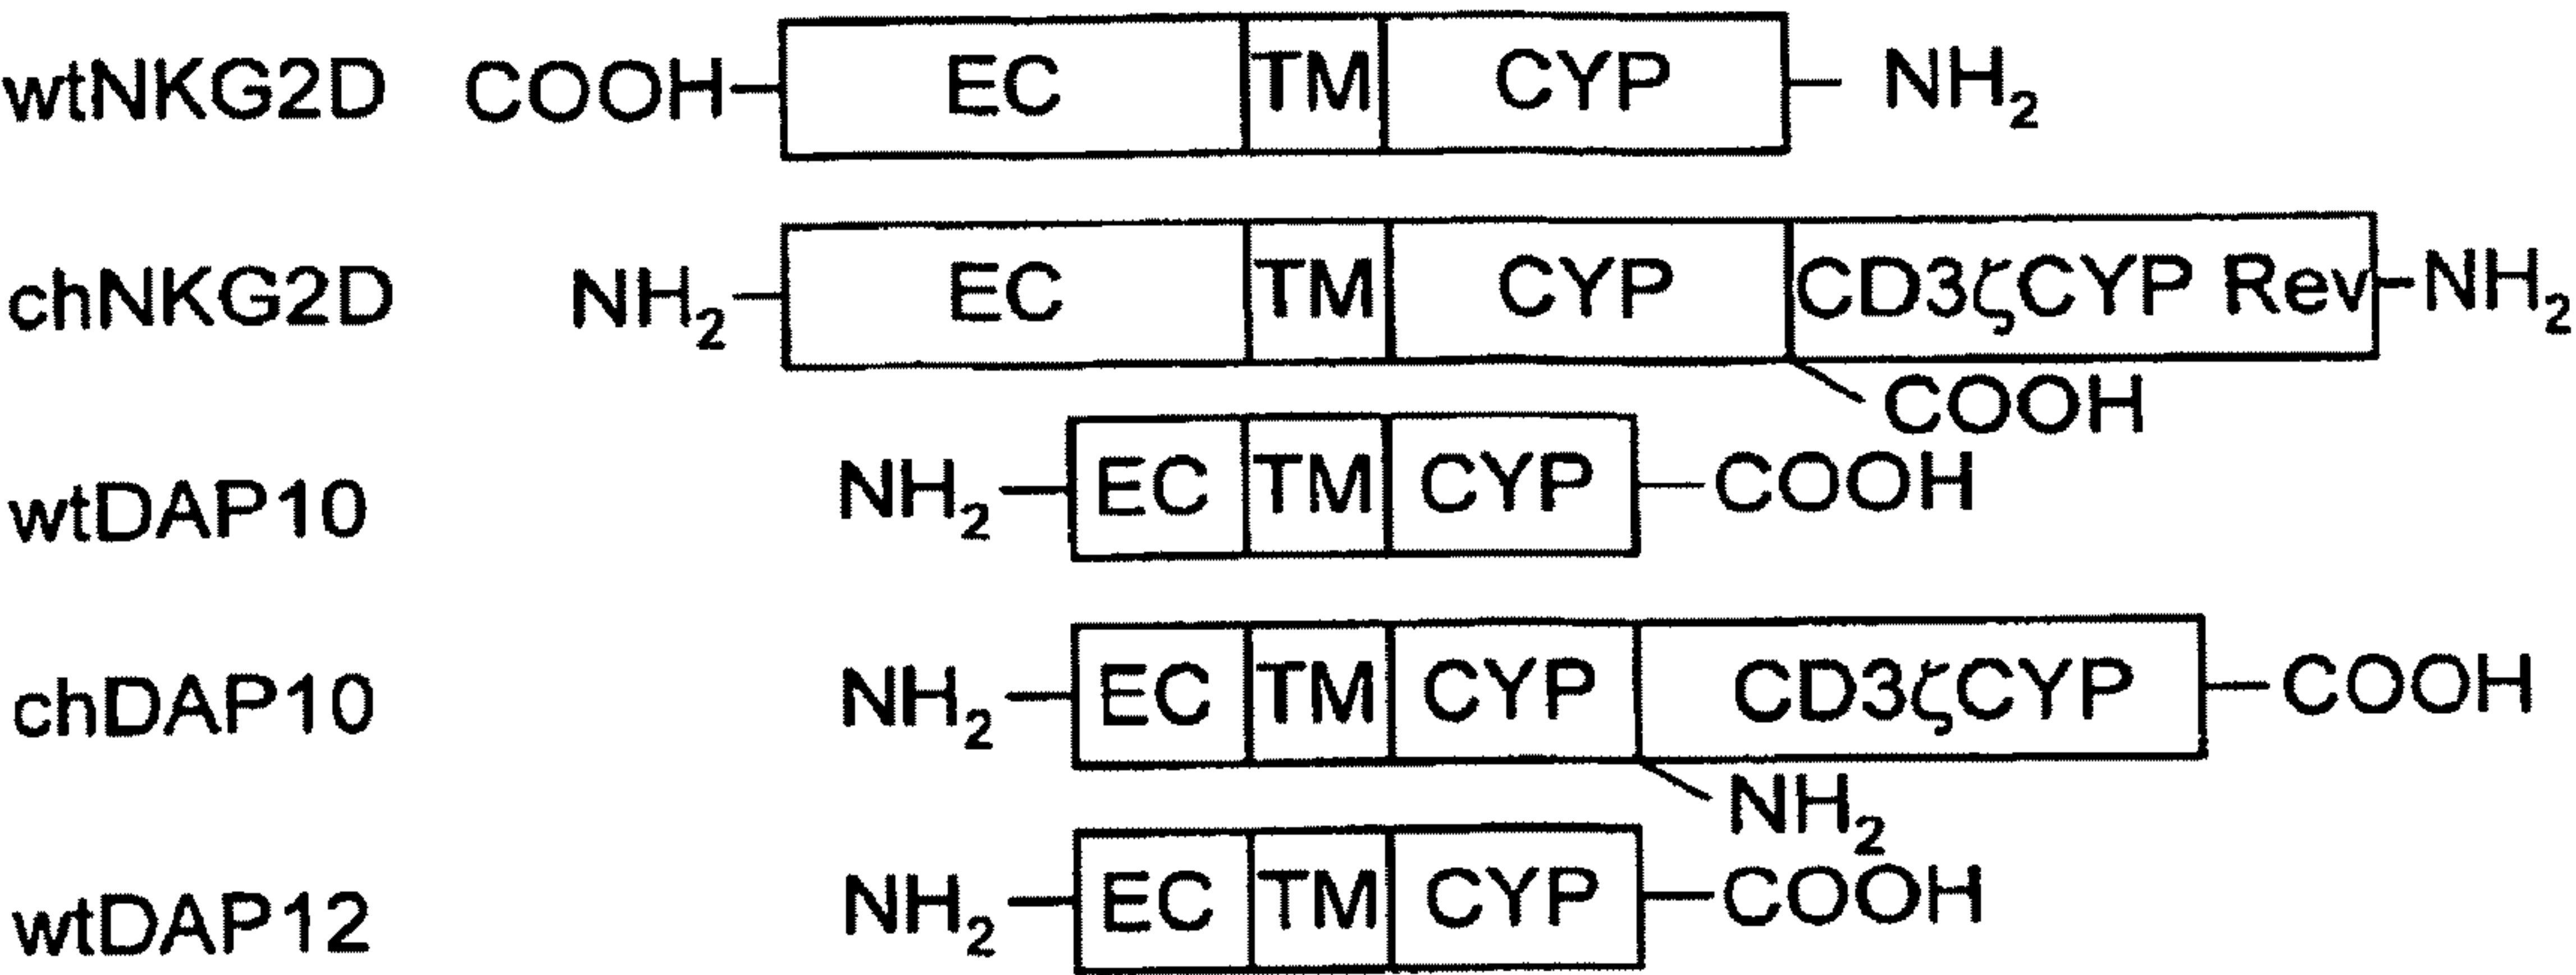 wtNKG2D COOH EC TM CYP NH2
chNKG2D NH2 EC TM CYP CD3ζCYP Rev NH2
COOH
wtDAP10 NH2 EC TM CYP COOH
chDAP10 NH2 EC TM CYP CD3ζCYP COOH
NH2
wtDAP12 NH2 EC TM CYP COOH